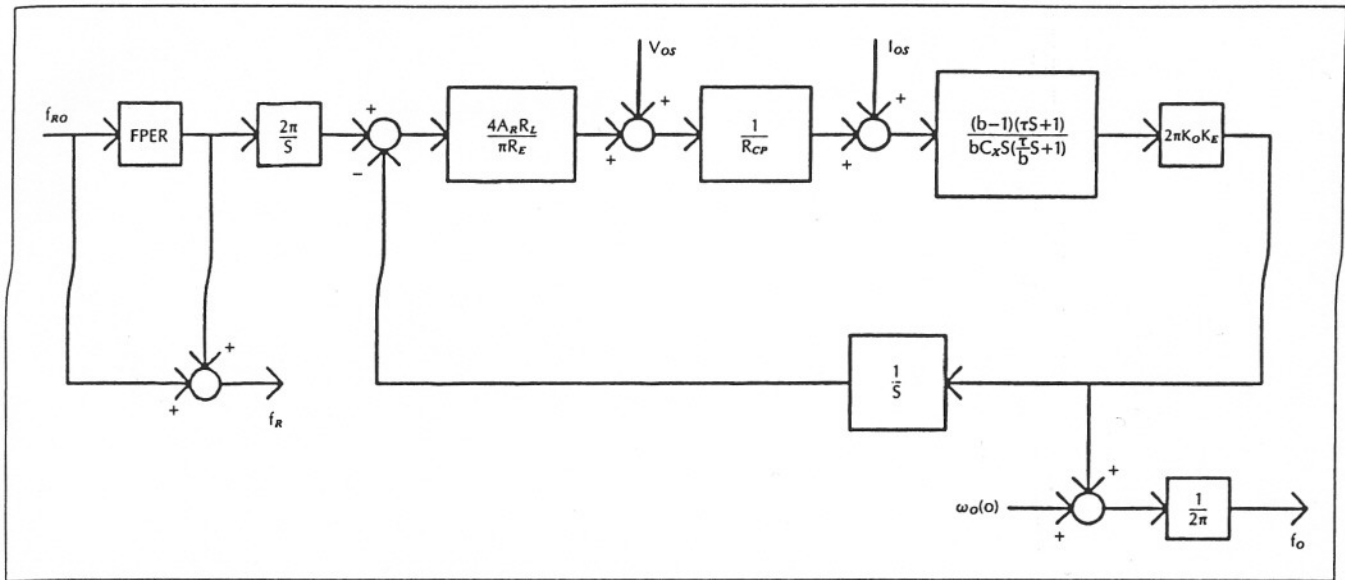 V_OS
I_OS
f_RO
FPER
2π
S
+
−
4A_R R_L
πR_E
+
+
1
R_CP
+
+
(b−1)(τS+1)
bC_X S(τ/b S+1)
2πK_O K_E
1
S
+
+
f_R
ω_O(o)
+
+
1
2π
f_O